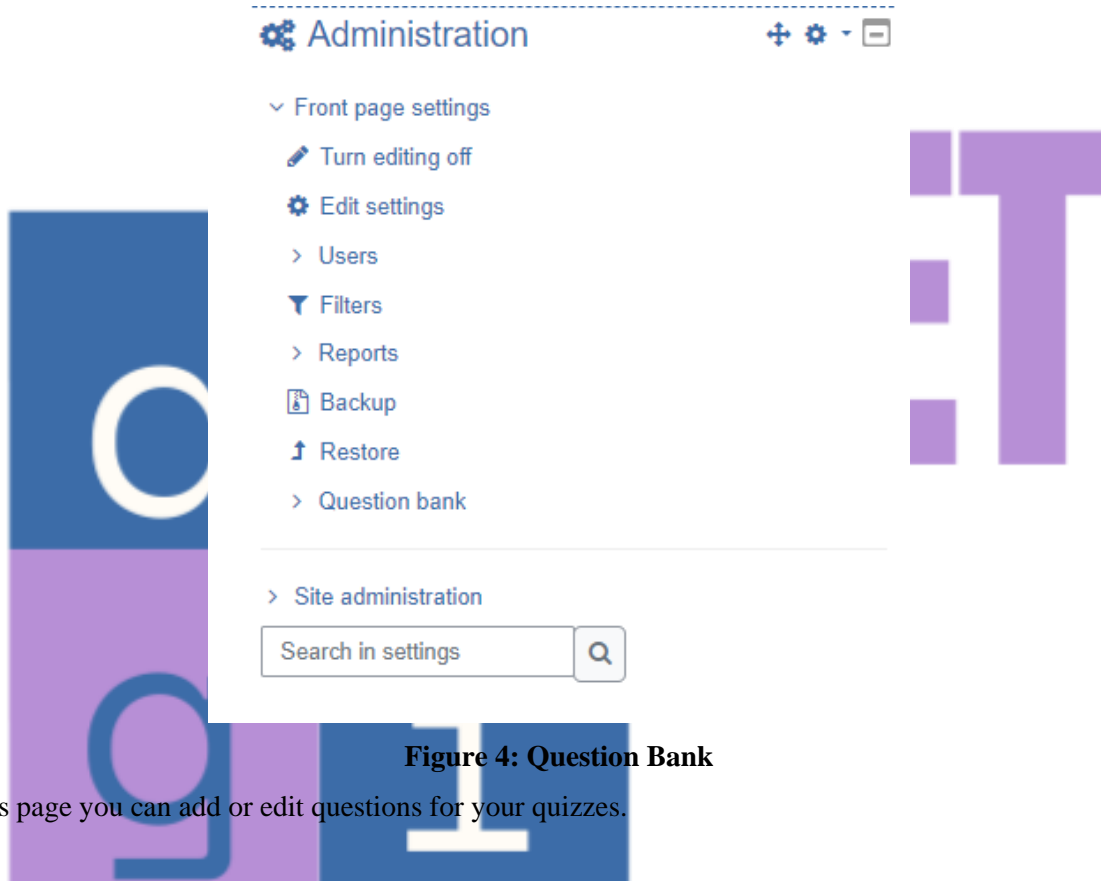 Administration
Front page settings
Turn editing off
Edit settings
Users
Filters
Reports
Backup
Restore
Question bank
Site administration
Search in settings
Figure 4: Question Bank
page you can add or edit questions for your quizzes.